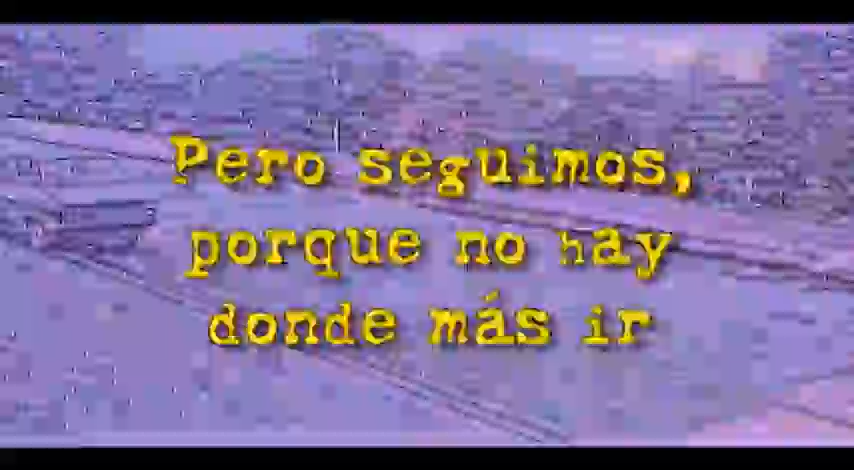 Pero seguimos,
porque no hay
donde más ir